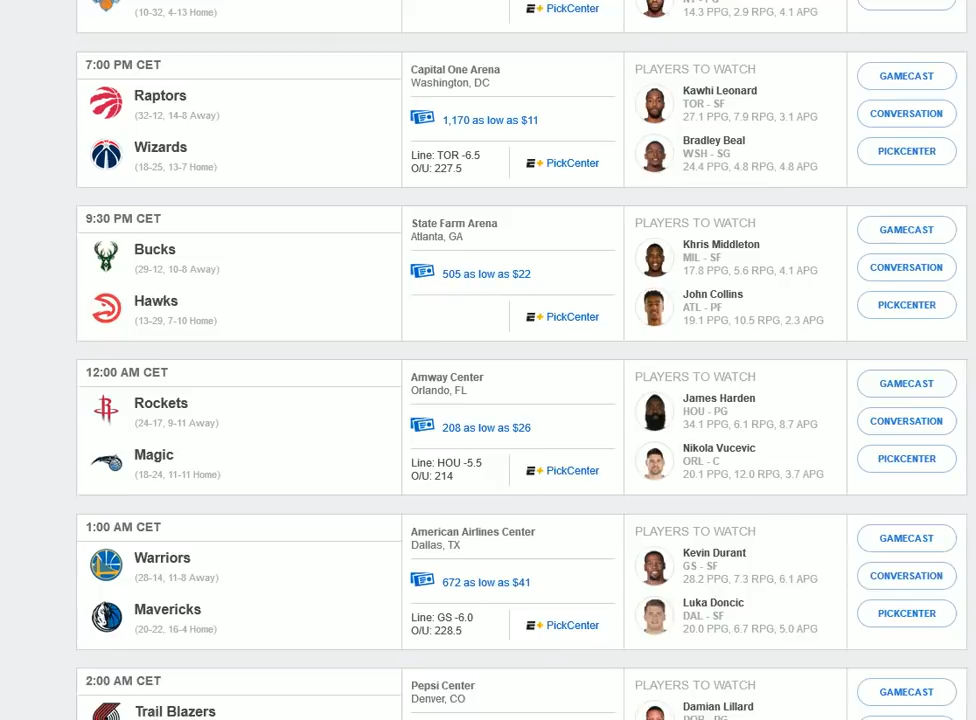 (10-32, 4-13 Home)
PickCenter
14.3 PPG, 2.9 RPG, 4.1 APG
7:00 PM CET
Raptors
(32-12, 14-8 Away)
Wizards
(18-25, 13-7 Home)
Capital One Arena
Washington, DC
1,170 as low as $11
Line: TOR -6.5
O/U: 227.5
E+ PickCenter
PLAYERS TO WATCH
Kawhi Leonard
TOR - SF
27.1 PPG, 7.9 RPG, 3.1 APG
Bradley Beal
WSH - SG
24.4 PPG, 4.8 RPG, 4.8 APG
GAMECAST
CONVERSATION
PICKCENTER
9:30 PM CET
Bucks
(29-12, 10-8 Away)
Hawks
(13-29, 7-10 Home)
State Farm Arena
Atlanta, GA
505 as low as $22
E+ PickCenter
PLAYERS TO WATCH
Khris Middleton
MIL - SF
17.8 PPG, 5.6 RPG, 4.1 APG
John Collins
ATL - PF
19.1 PPG, 10.5 RPG, 2.3 APG
GAMECAST
CONVERSATION
PICKCENTER
12:00 AM CET
Rockets
(24-17, 9-11 Away)
Magic
(18-24, 11-11 Home)
Amway Center
Orlando, FL
208 as low as $26
Line: HOU -5.5
O/U: 214
E+ PickCenter
PLAYERS TO WATCH
James Harden
HOU - PG
34.1 PPG, 6.1 RPG, 8.7 APG
Nikola Vucevic
ORL - C
20.1 PPG, 12.0 RPG, 3.7 APG
GAMECAST
CONVERSATION
PICKCENTER
1:00 AM CET
Warriors
(28-14, 11-8 Away)
Mavericks
(20-22, 16-4 Home)
American Airlines Center
Dallas, TX
672 as low as $41
Line: GS -6.0
O/U: 228.5
E+ PickCenter
PLAYERS TO WATCH
Kevin Durant
GS - SF
28.2 PPG, 7.3 RPG, 6.1 APG
Luka Doncic
DAL - SF
20.0 PPG, 6.7 RPG, 5.0 APG
GAMECAST
CONVERSATION
PICKCENTER
2:00 AM CET
Trail Blazers
Pepsi Center
Denver, CO
PLAYERS TO WATCH
Damian Lillard
GAMECAST